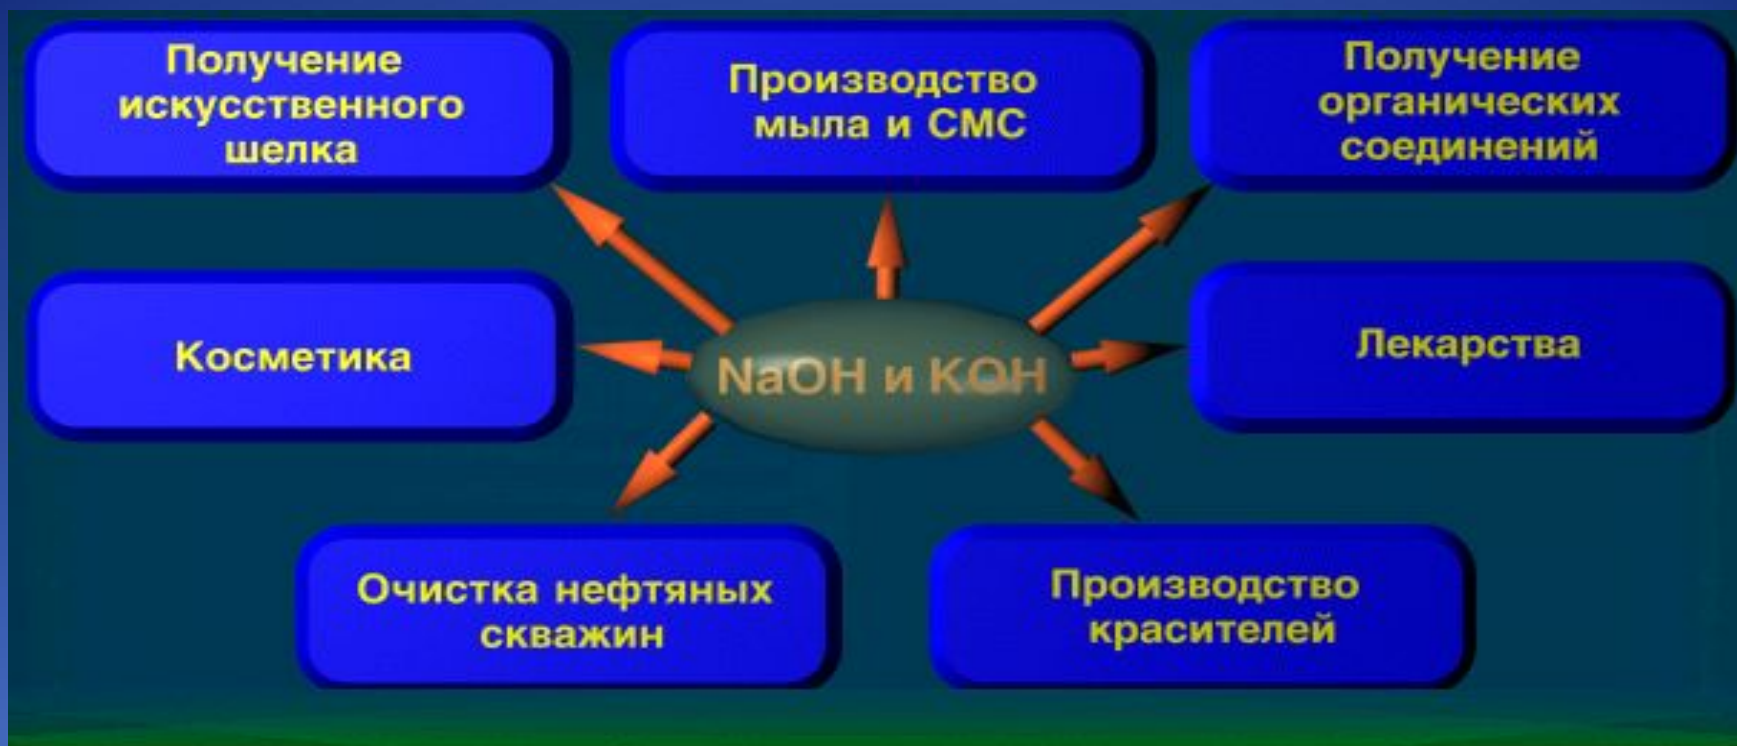 Получение
искусственного
шелка
Производство
мыла и СМС
Получение
органических
соединений
Косметика
NaOH и KOH
Лекарства
Очистка нефтяных
скважин
Производство
красителей